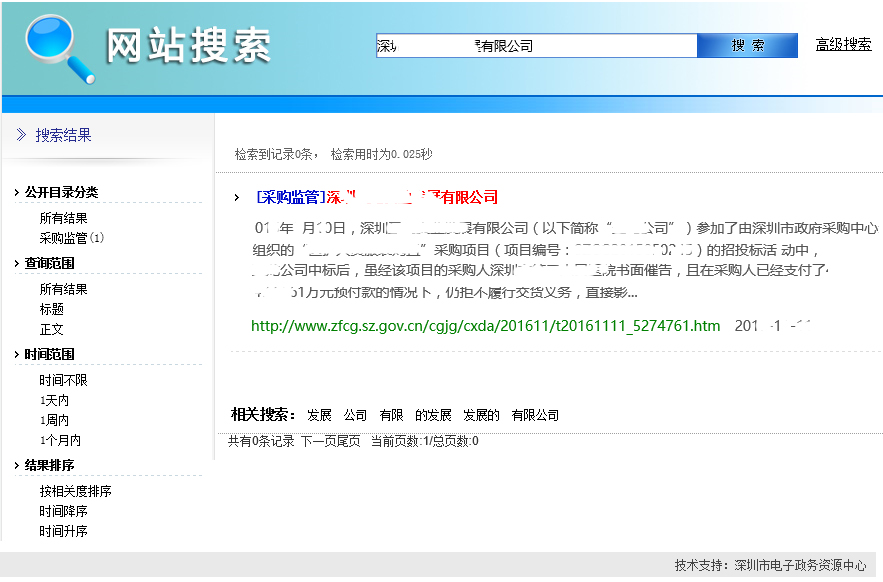 网站搜索
深 有限公司
搜 索
高级搜索
搜索结果
检索到记录0条， 检索用时为0.025秒
公开目录分类
所有结果
采购监管(1)
查询范围
所有结果
标题
正文
时间范围
时间不限
1天内
1周内
1个月内
结果排序
按相关度排序
时间降序
时间升序
[采购监管]深 有限公司
年 月 0日，深圳 有限公司（以下简称“ 公司”）参加了由深圳市政府采购中心
组织的“ ”采购项目（项目编号： ）的招投标活 动中，
公司中标后，虽经该项目的采购人深圳 医院书面催告，且在采购人已经支付了
61万元预付款的情况下，仍拒不履行交货义务，直接影...
http://www.zfcg.sz.gov.cn/cgjg/cxda/201611/t20161111_5274761.htm 201
相关搜索： 发展 公司 有限 的发展 发展的 有限公司
共有0条记录 下一页尾页 当前页数:1/总页数:0
技术支持：深圳市电子政务资源中心